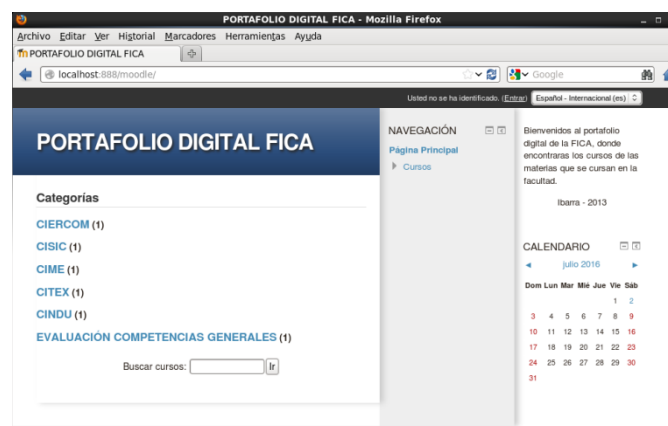 PORTAFOLIO DIGITAL FICA - Mozilla Firefox
Archivo Editar Ver Historial Marcadores Herramientas Ayuda
PORTAFOLIO DIGITAL FICA
localhost:888/moodle/
Google
Usted no se ha identificado. (Entrar)
Español - Internacional (es)
PORTAFOLIO DIGITAL FICA
Categorías
CIERCOM (1)
CISIC (1)
CIME (1)
CITEX (1)
CINDU (1)
EVALUACIÓN COMPETENCIAS GENERALES (1)
Buscar cursos:
Ir
NAVEGACIÓN
Página Principal
Cursos
Bienvenidos al portafolio
digital de la FICA, donde
encontraras los cursos de las
materias que se cursan en la
facultad.
Ibarra - 2013
CALENDARIO
julio 2016
Dom Lun Mar Mié Jue Vie Sáb
1 2
3 4 5 6 7 8 9
10 11 12 13 14 15 16
17 18 19 20 21 22 23
24 25 26 27 28 29 30
31